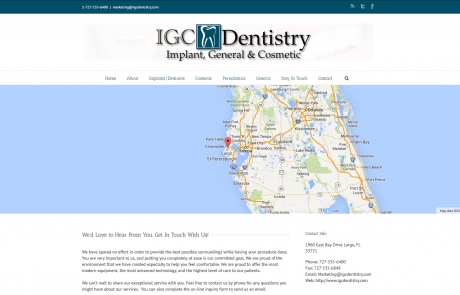 1-727-535-6400 | marketing@igcdentistry.com
IGC Dentistry
Implant, General & Cosmetic
Home About Implants/Dentures Cosmetic Periodontics General Stay In Touch Contact
We'd Love to Hear From You, Get In Touch With Us!
We have spared no effort in order to provide the best possible surroundings while having your procedure done.
You are very important to us, and putting you completely at ease is our committed goal. We are proud of the
environment that we have created especially to help you feel comfortable. We are proud to offer the most
modern equipment, the most advanced technology, and the highest level of care to our patients.
We can't wait to share our exceptional service with you. Feel free to contact us by phone for any questions you
might have about our services. You can also complete the on-line inquiry form to send us an email.
Contact Info
1960 East Bay Drive Largo, FL
33771
Phone: 727-535-6400
Fax: 727-535-6848
Email: Marketing@igcdentistry.com
Web: http://www.igcdentistry.com